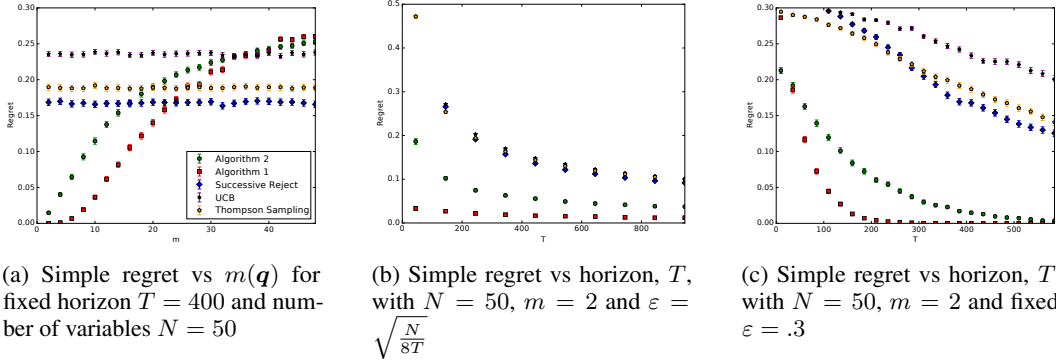 0.30
0.25
0.20
0.15
0.10
0.05
0.00
Regret
0
10
20
30
40
m
Algorithm 2
Algorithm 1
Successive Reject
UCB
Thompson Sampling
0.5
0.4
0.3
0.2
0.1
0.0
Regret
0
200
400
600
800
T
0.30
0.25
0.20
0.15
0.10
0.05
0.00
Regret
0
100
200
300
400
500
T
(a) Simple regret vs m(q) for
fixed horizon T = 400 and num-
ber of variables N = 50
(b) Simple regret vs horizon, T,
with N = 50, m = 2 and ε =
√(N/8T)
(c) Simple regret vs horizon, T
with N = 50, m = 2 and fixed
ε = .3